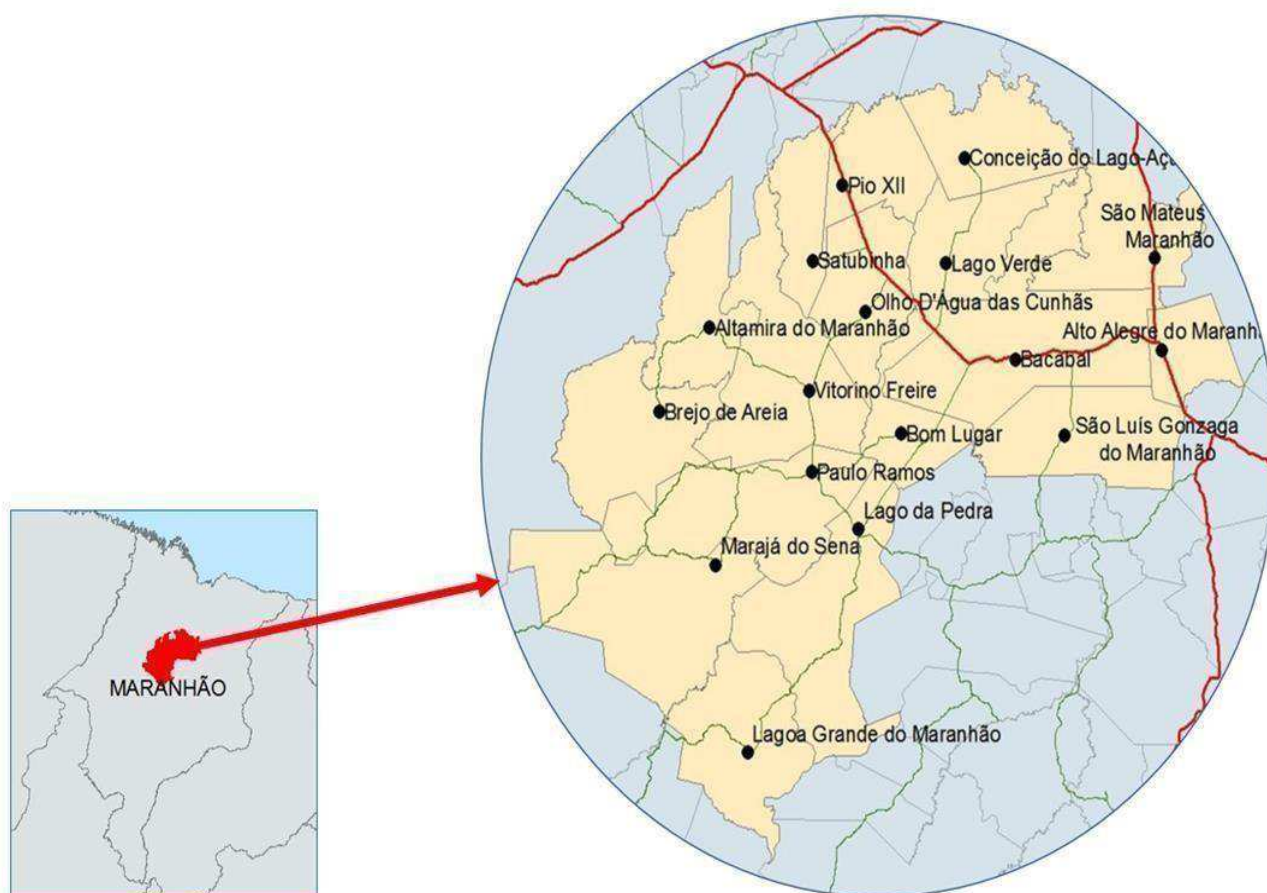 Conceição do Lago-Açu
Pio XII
São Mateus
Maranhão
Satubinha
Lago Verde
Olho D'Água das Cunhãs
Altamira do Maranhão
Alto Alegre do Maranh
Bacabal
Vitorino Freire
Brejo de Areia
Bom Lugar
São Luís Gonzaga
do Maranhão
Paulo Ramos
Lago da Pedra
Marajá do Sena
MARANHÃO
Lagoa Grande do Maranhão